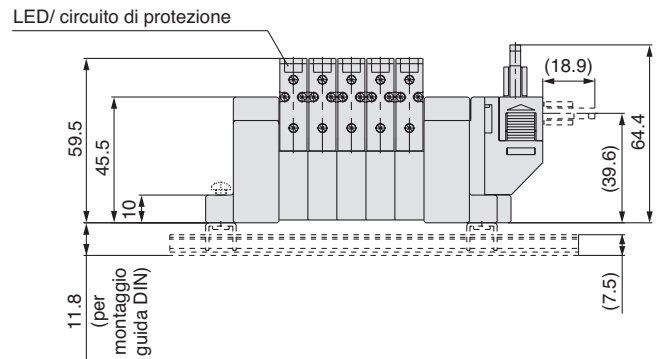 LED/ circuito di protezione
(18.9)
59.5
45.5
10
(39.6)
64.4
11.8
(per
montaggio
guida DIN)
(7.5)